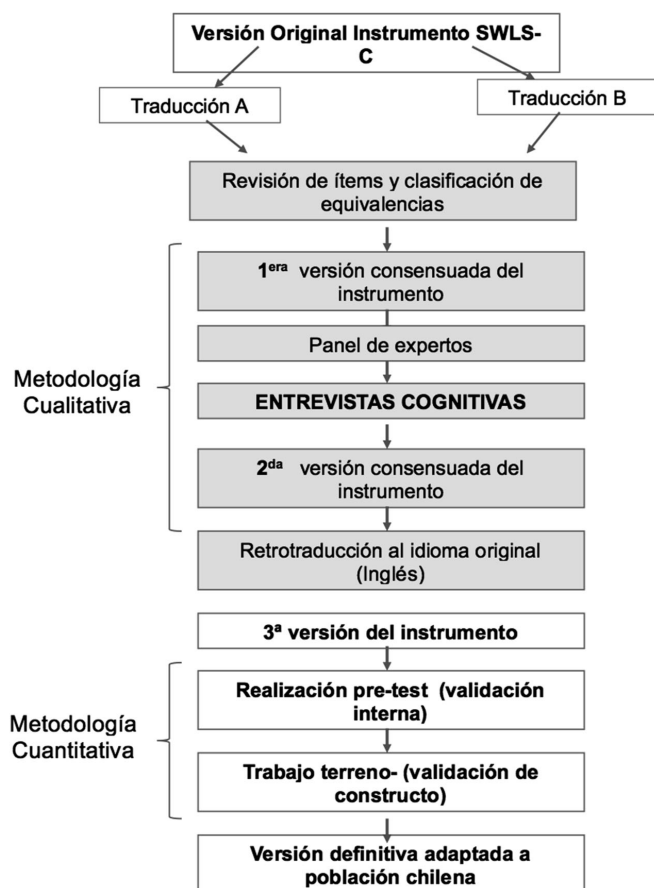 Versión Original Instrumento SWLS-
C
Traducción A
Traducción B
Revisión de ítems y clasificación de
equivalencias
1era versión consensuada del
instrumento
Panel de expertos
ENTREVISTAS COGNITIVAS
2da versión consensuada del
instrumento
Retrotraducción al idioma original
(Inglés)
Metodología
Cualitativa
3ª versión del instrumento
Realización pre-test (validación
interna)
Trabajo terreno- (validación de
constructo)
Metodología
Cuantitativa
Versión definitiva adaptada a
población chilena